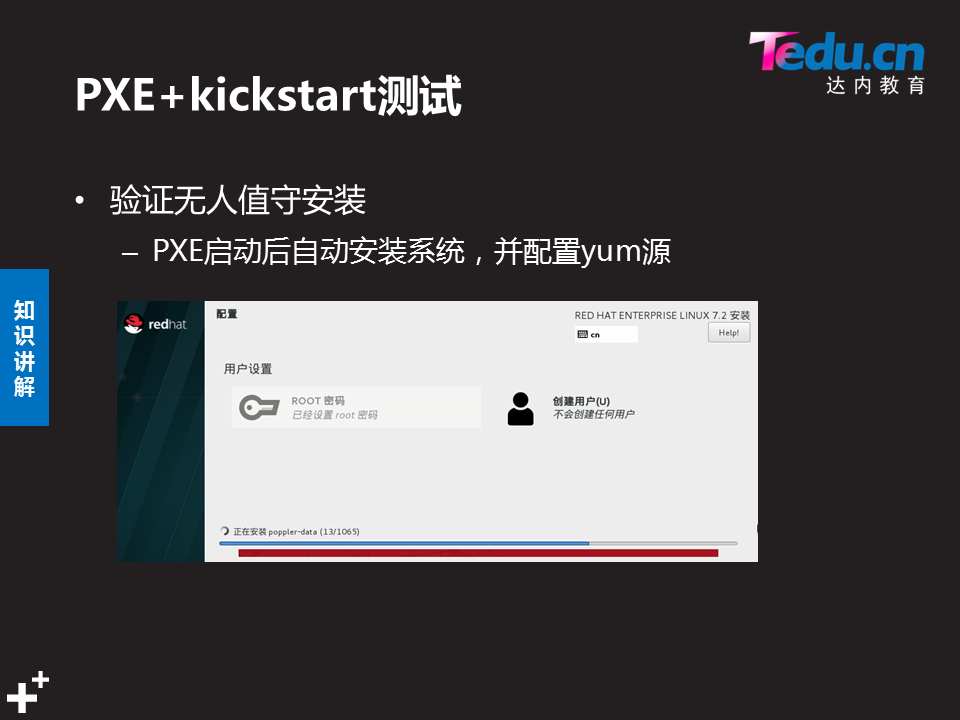 Tedu.cn
达内教育
PXE+kickstart测试
• 验证无人值守安装
– PXE启动后自动安装系统，并配置yum源
知识讲解
redhat
配置
RED HAT ENTERPRISE LINUX 7.2 安装
cn
Help!
用户设置
ROOT 密码
已经设置 root 密码
创建用户(U)
不会创建任何用户
正在安装 poppler-data (13/1065)